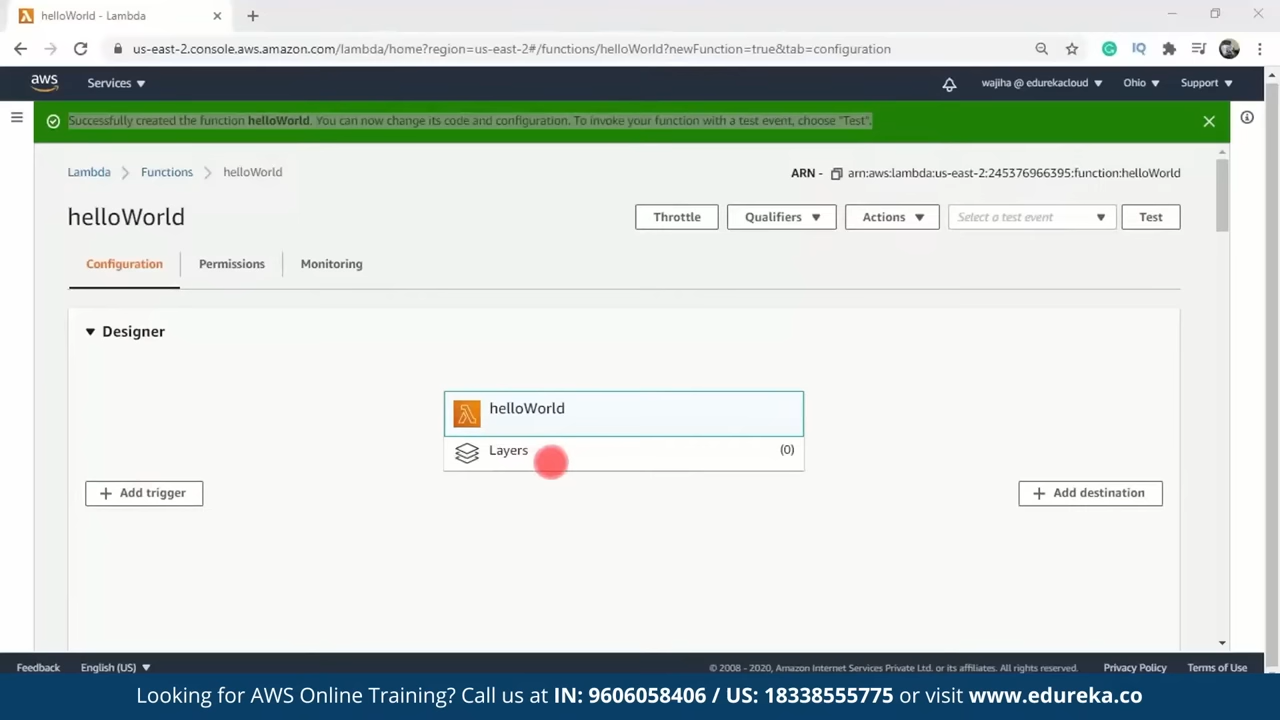 helloWorld - Lambda
us-east-2.console.aws.amazon.com/lambda/home?region=us-east-2#/functions/helloWorld?newFunction=true&tab=configuration
IQ
aws Services wajiha @ edurekacloud Ohio Support
Successfully created the function helloWorld. You can now change its code and configuration. To invoke your function with a test event, choose "Test".
Lambda Functions helloWorld ARN - arn:aws:lambda:us-east-2:245376966395:function:helloWorld
helloWorld Throttle Qualifiers Actions Select a test event Test
Configuration Permissions Monitoring
Designer
helloWorld
Layers (0)
+ Add trigger + Add destination
Feedback English (US) © 2008 - 2020, Amazon Internet Services Private Ltd. or its affiliates. All rights reserved. Privacy Policy Terms of Use
Looking for AWS Online Training? Call us at IN: 9606058406 / US: 18338555775 or visit www.edureka.co